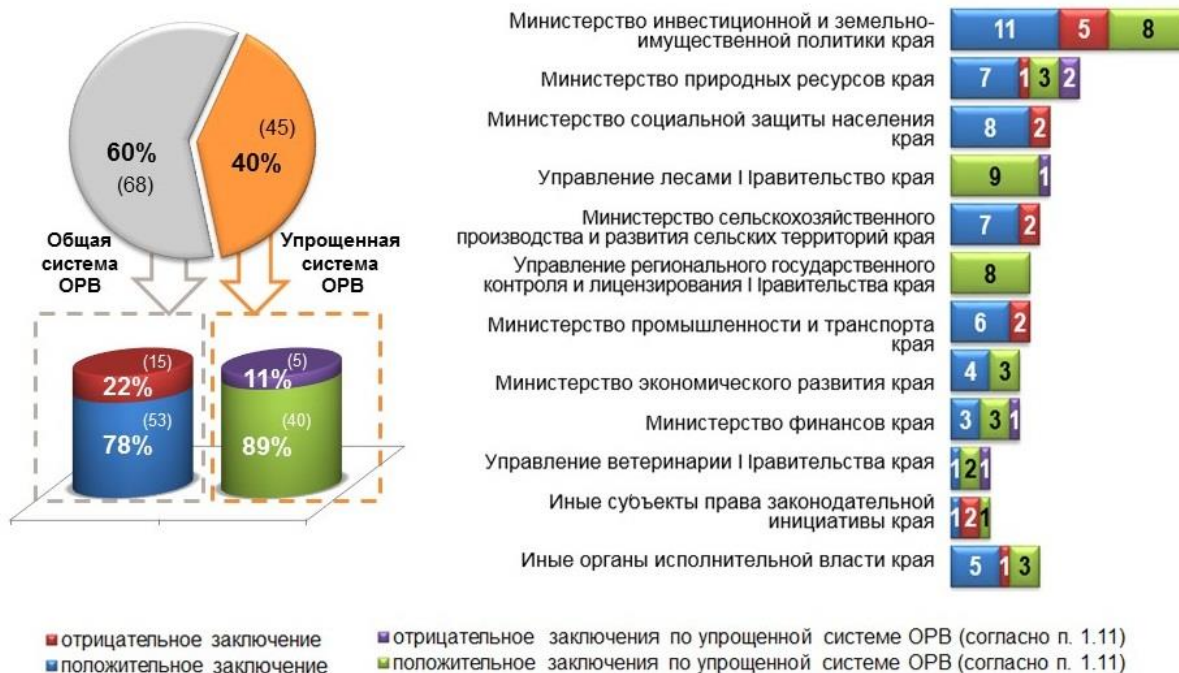 60%
(68)
(45)
40%
Общая
система
ОРВ
Упрощенная
система
ОРВ
(15)
22%
(53)
78%
(5)
11%
(40)
89%
Министерство инвестиционной и земельно-
имущественной политики края
11 5 8
Министерство природных ресурсов края
7 1 3 2
Министерство социальной защиты населения
края
8 2
Управление лесами I Iравительство края
9 1
Министерство сельскохозяйственного
производства и развития сельских территорий края
7 2
Управление регионального государственного
контроля и лицензирования I Iравительства края
8
Министерство промышленности и транспорта
края
6 2
Министерство экономического развития края
4 3
Министерство финансов края
3 3 1
Управление ветеринарии I Iравительства края
1 2 1
Иные субъекты права законодательной
инициативы края
1 2 1
Иные органы исполнительной власти края
5 1 3
отрицательное заключение
положительное заключение
отрицательное заключения по упрощенной системе ОРВ (согласно п. 1.11)
положительное заключения по упрощенной системе ОРВ (согласно п. 1.11)